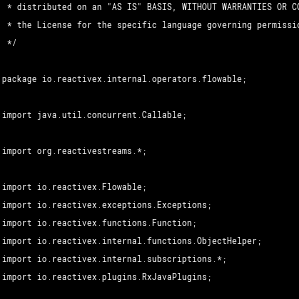 * distributed on an "AS IS" BASIS, WITHOUT WARRANTIES OR
* the License for the specific language governing
*/
package io.reactivex.internal.operators.flowable;
import java.util.concurrent.Callable;
import org.reactivestreams.*;
import io.reactivex.Flowable;
import io.reactivex.exceptions.Exceptions;
import io.reactivex.functions.Function;
import io.reactivex.internal.functions.ObjectHelper;
import io.reactivex.internal.subscriptions.*;
import io.reactivex.plugins.RxJavaPlugins;